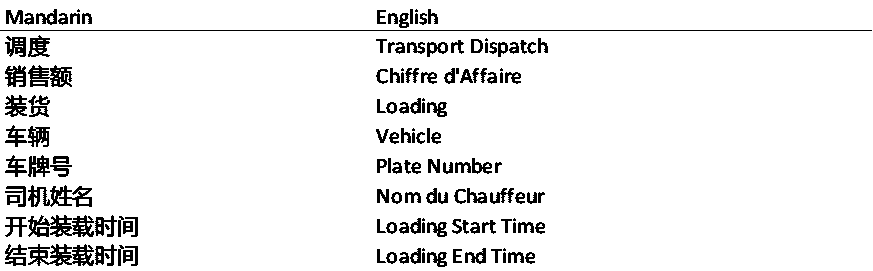 Mandarin English
调度 Transport Dispatch
销售额 Chiffre d'Affaire
装货 Loading
车辆 Vehicle
车牌号 Plate Number
司机姓名 Nom du Chauffeur
开始装载时间 Loading Start Time
结束装载时间 Loading End Time